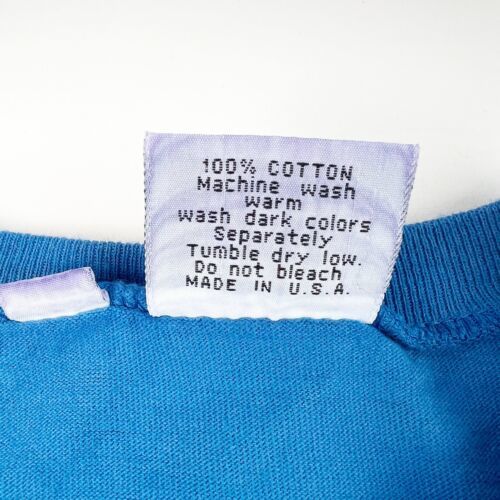 100% COTTON
Machine wash
warm
wash dark colors
Separately
Tumble dry low.
Do not bleach
MADE IN U.S.A.